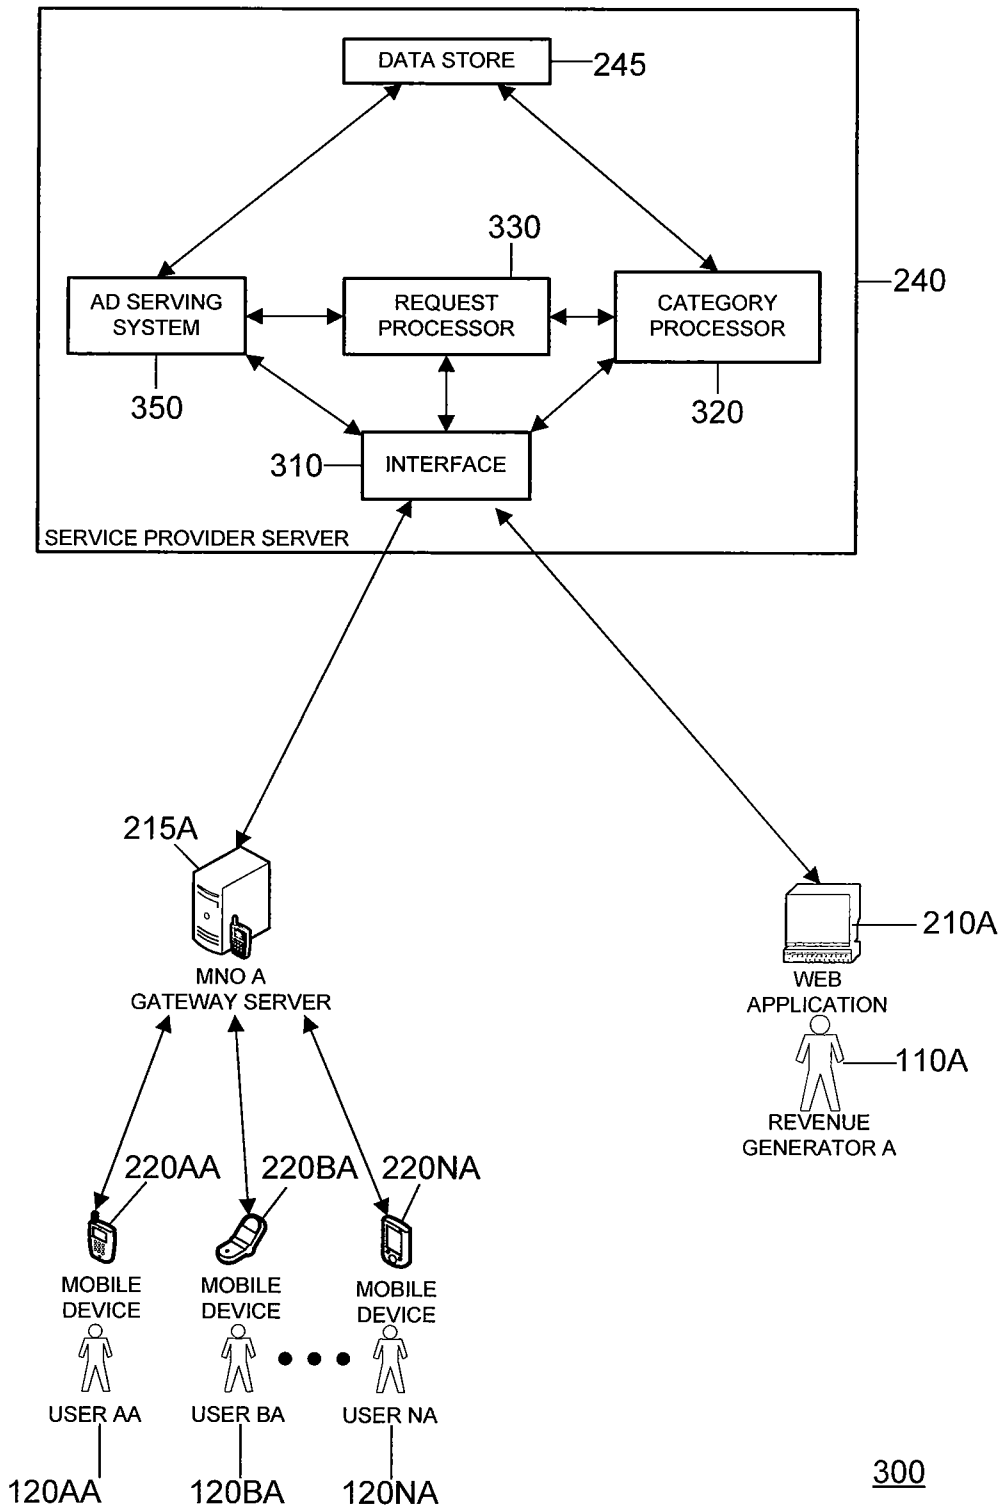 DATA STORE
245
330
AD SERVING
SYSTEM
REQUEST
PROCESSOR
CATEGORY
PROCESSOR
240
350
320
310
INTERFACE
SERVICE PROVIDER SERVER
215A
210A
MNO A
GATEWAY SERVER
WEB
APPLICATION
110A
REVENUE
GENERATOR A
220AA
220BA
220NA
MOBILE
DEVICE
MOBILE
DEVICE
MOBILE
DEVICE
USER AA
USER BA
USER NA
120AA
120BA
120NA
300